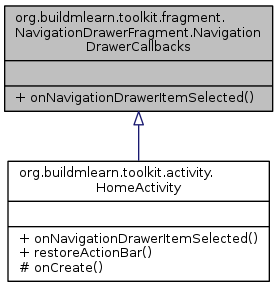 org.buildmlearn.toolkit.fragment.
NavigationDrawerFragment.Navigation
DrawerCallbacks
+ onNavigationDrawerItemSelected()
org.buildmlearn.toolkit.activity.
HomeActivity
+ onNavigationDrawerItemSelected()
+ restoreActionBar()
# onCreate()